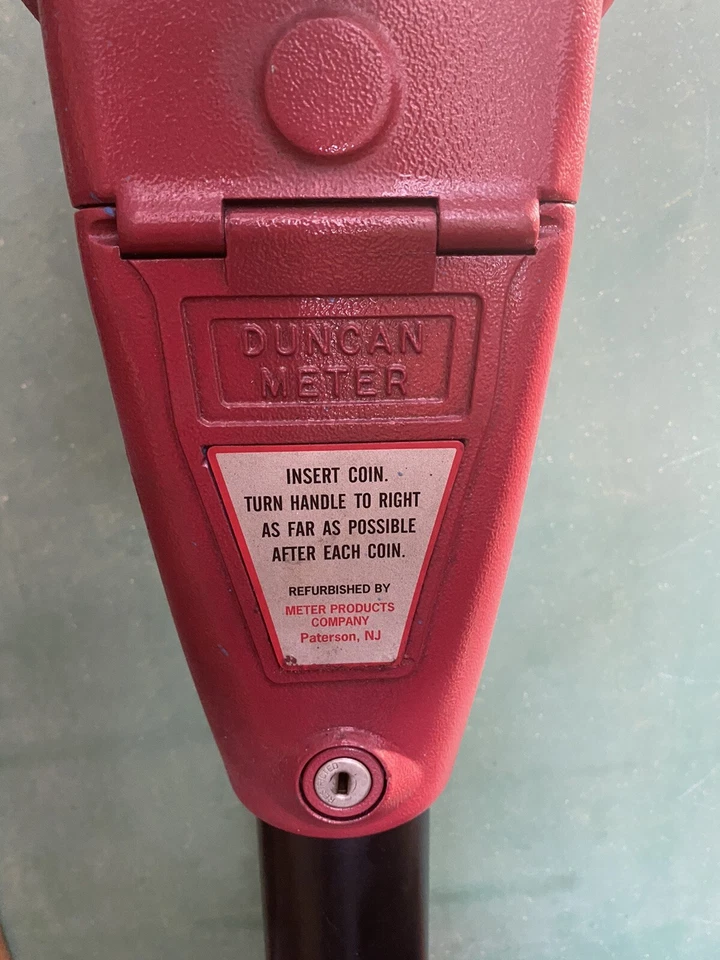 DUNCAN
METER
INSERT COIN.
TURN HANDLE TO RIGHT
AS FAR AS POSSIBLE
AFTER EACH COIN.
REFURBISHED BY
METER PRODUCTS
COMPANY
Paterson, NJ